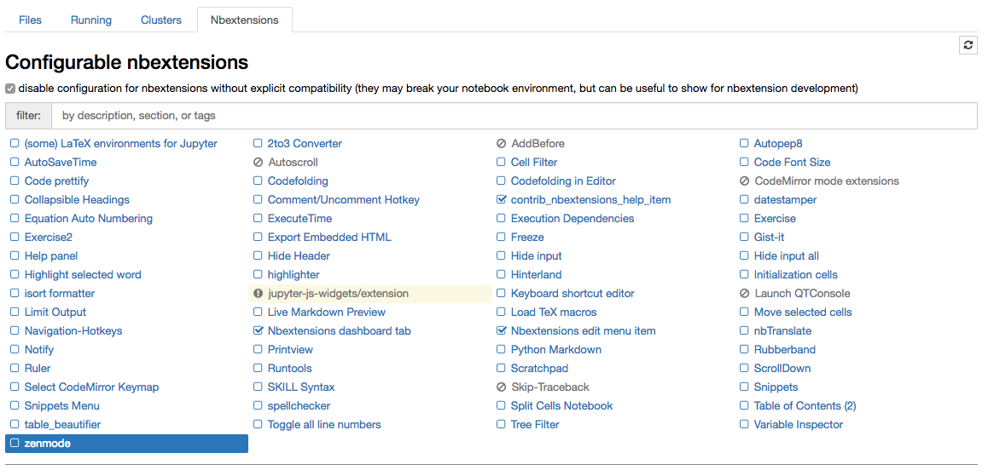 Files Running Clusters Nbextensions
Configurable nbextensions
disable configuration for nbextensions without explicit compatibility (they may break your notebook environment, but can be useful to show for nbextension development)
filter: by description, section, or tags
(some) LaTeX environments for Jupyter 2to3 Converter AddBefore Autopep8
AutoSaveTime Autoscroll Cell Filter Code Font Size
Code prettify Codefolding Codefolding in Editor CodeMirror mode extensions
Collapsible Headings Comment/Uncomment Hotkey contrib_nbextensions_help_item datestamper
Equation Auto Numbering ExecuteTime Execution Dependencies Exercise
Exercise2 Export Embedded HTML Freeze Gist-it
Help panel Hide Header Hide input Hide input all
Highlight selected word highlighter Hinterland Initialization cells
isort formatter jupyter-js-widgets/extension Keyboard shortcut editor Launch QTConsole
Limit Output Live Markdown Preview Load TeX macros Move selected cells
Navigation-Hotkeys Nbextensions dashboard tab Nbextensions edit menu item nbTranslate
Notify Printview Python Markdown Rubberband
Ruler Runtools Scratchpad ScrollDown
Select CodeMirror Keymap SKILL Syntax Skip-Traceback Snippets
Snippets Menu spellchecker Split Cells Notebook Table of Contents (2)
table_beautifier Toggle all line numbers Tree Filter Variable Inspector
zenmode